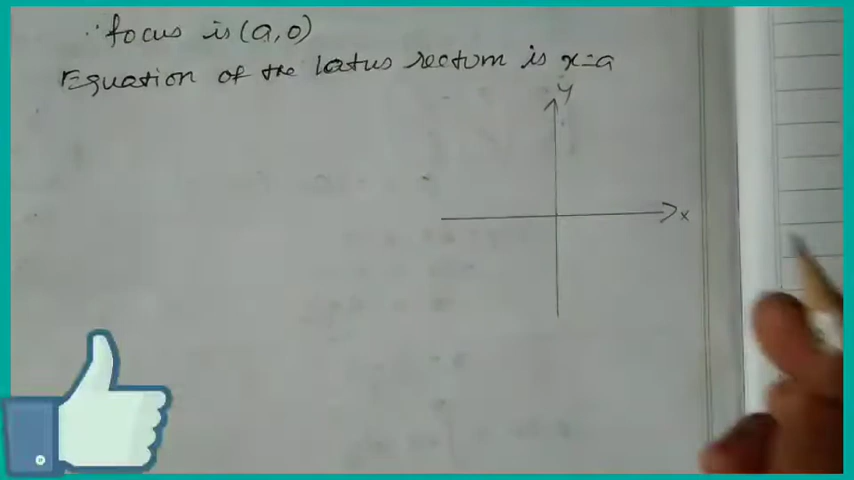 ∴ focus is (a,0)
Equation of the latus rectum is x=a
y
x